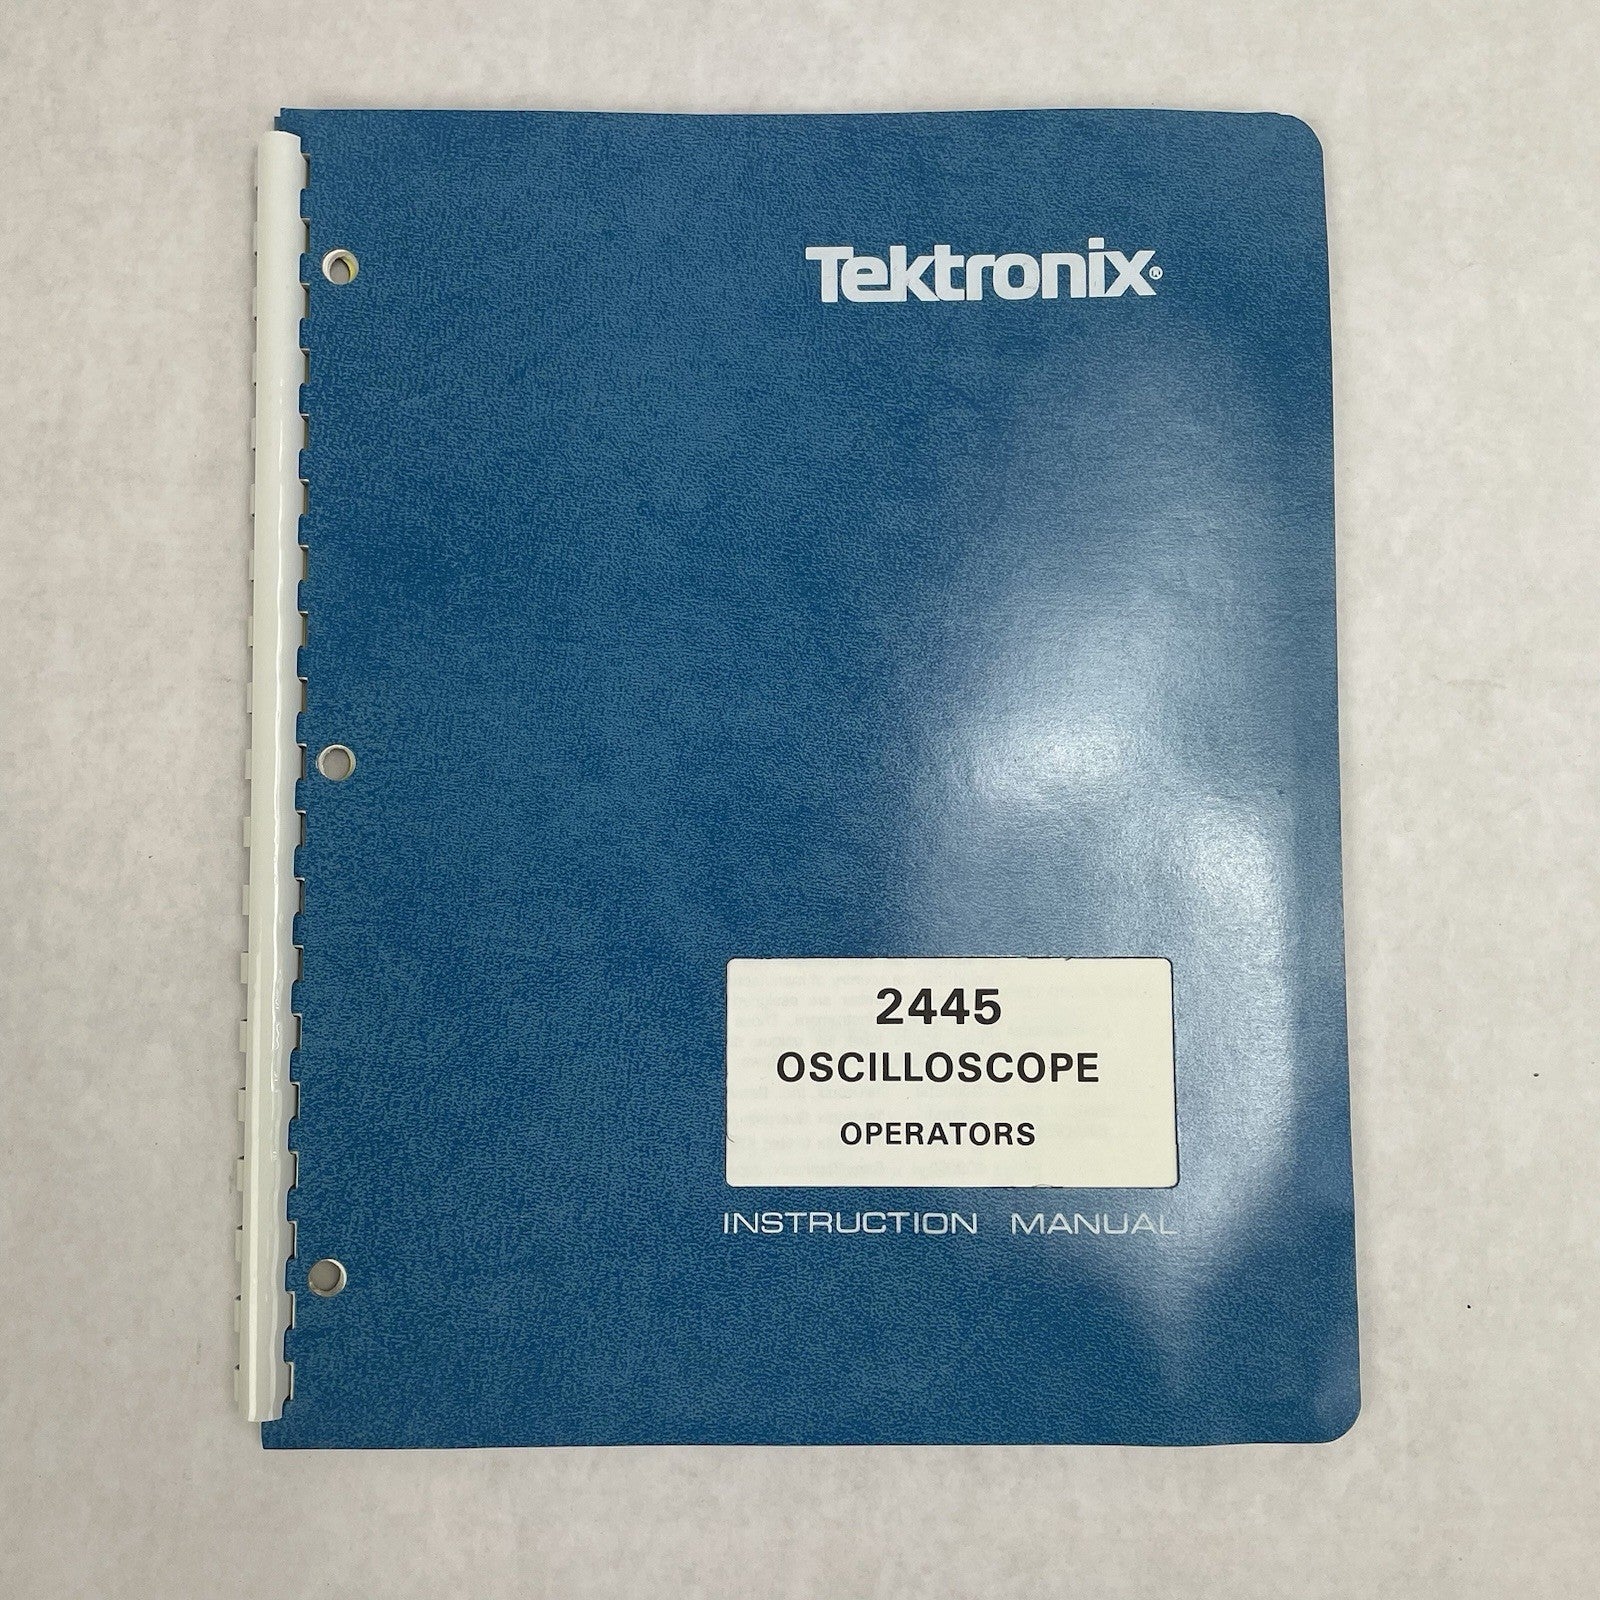 Tektronix®
2445
OSCILLOSCOPE
OPERATORS
INSTRUCTION MANUAL